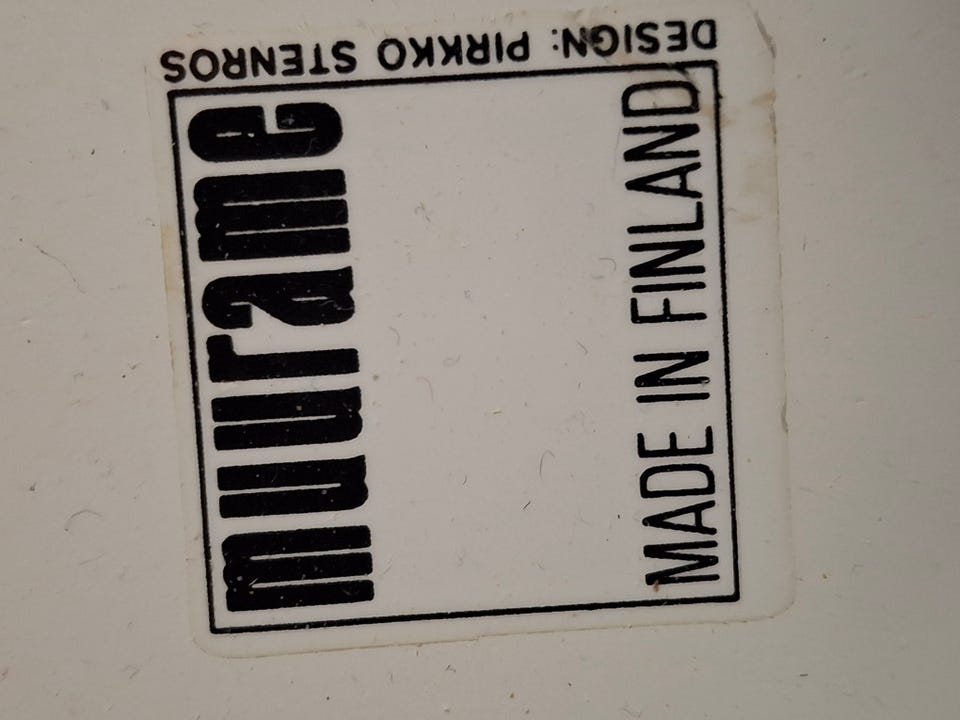 muurame
MADE IN FINLAND
DESIGN: PIRKKO STENROS